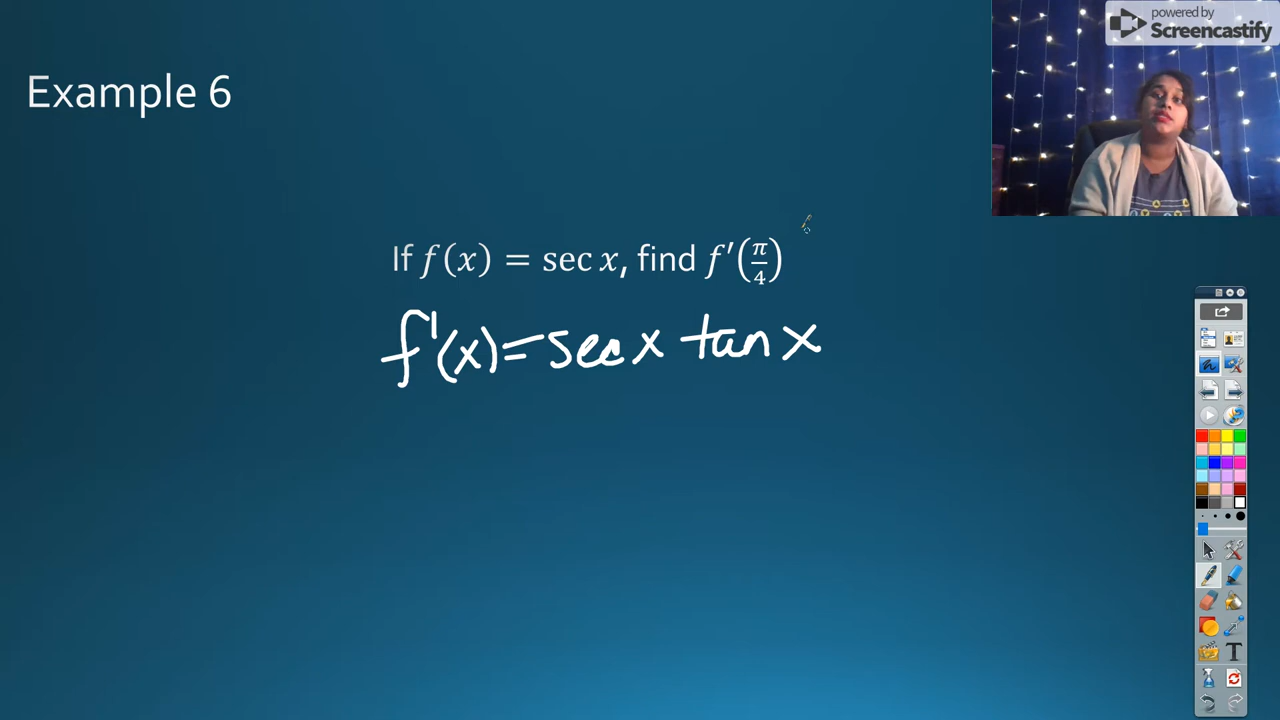 powered by
Screencastify
Example 6
If f(x) = sec x, find f′(π/4)
f'(x)=sec x tan x
T